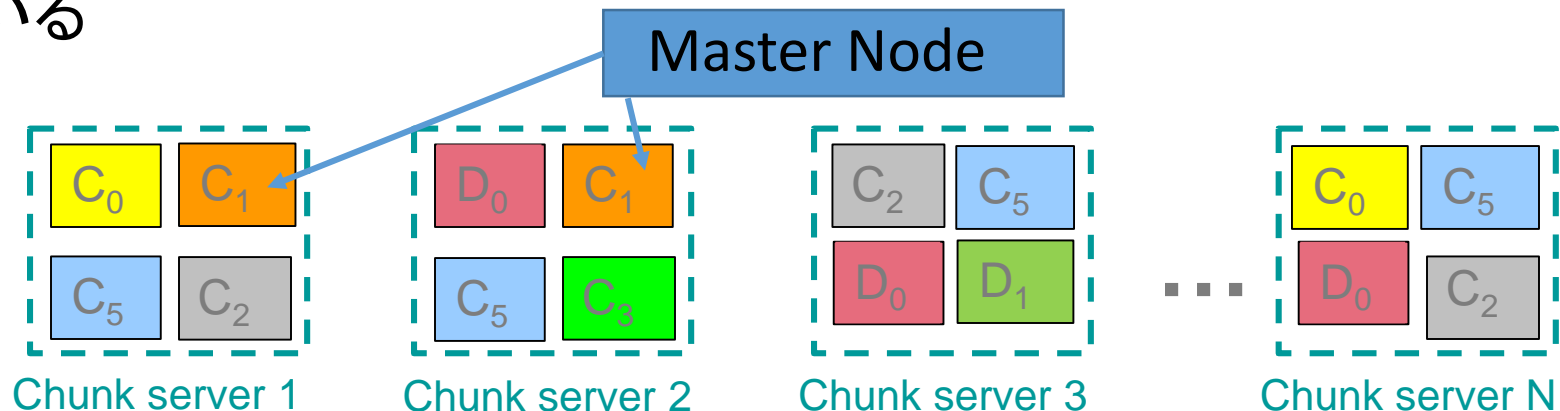 いる
Master Node
C₀ C₁ D₀ C₁ C₂ C₅ C₀ C₅
C₅ C₂ C₅ C₃ D₀ D₁ ... D₀ C₂
Chunk server 1 Chunk server 2 Chunk server 3 Chunk server N